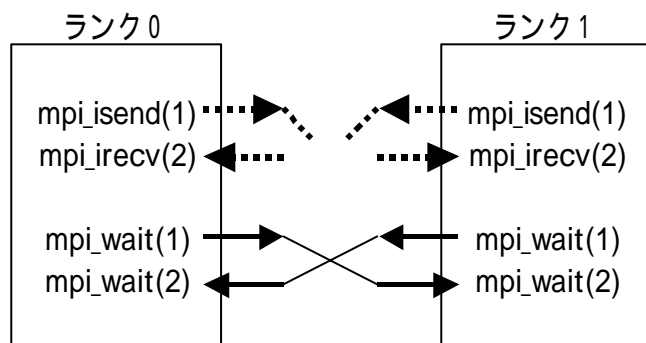 ランク0
ランク1
mpi_isend(1)
mpi_isend(1)
mpi_irecv(2)
mpi_irecv(2)
mpi_wait(1)
mpi_wait(1)
mpi_wait(2)
mpi_wait(2)